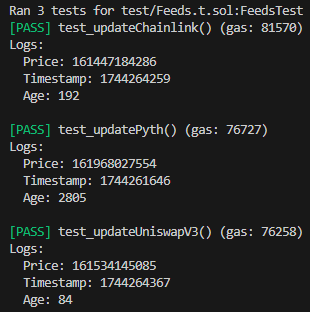 Ran 3 tests for test/Feeds.t.sol:FeedsTest
[PASS] test_updateChainlink() (gas: 81570)
Logs:
  Price: 161447184286
  Timestamp: 1744264259
  Age: 192

[PASS] test_updatePyth() (gas: 76727)
Logs:
  Price: 161968027554
  Timestamp: 1744261646
  Age: 2805

[PASS] test_updateUniswapV3() (gas: 76258)
Logs:
  Price: 161534145085
  Timestamp: 1744264367
  Age: 84